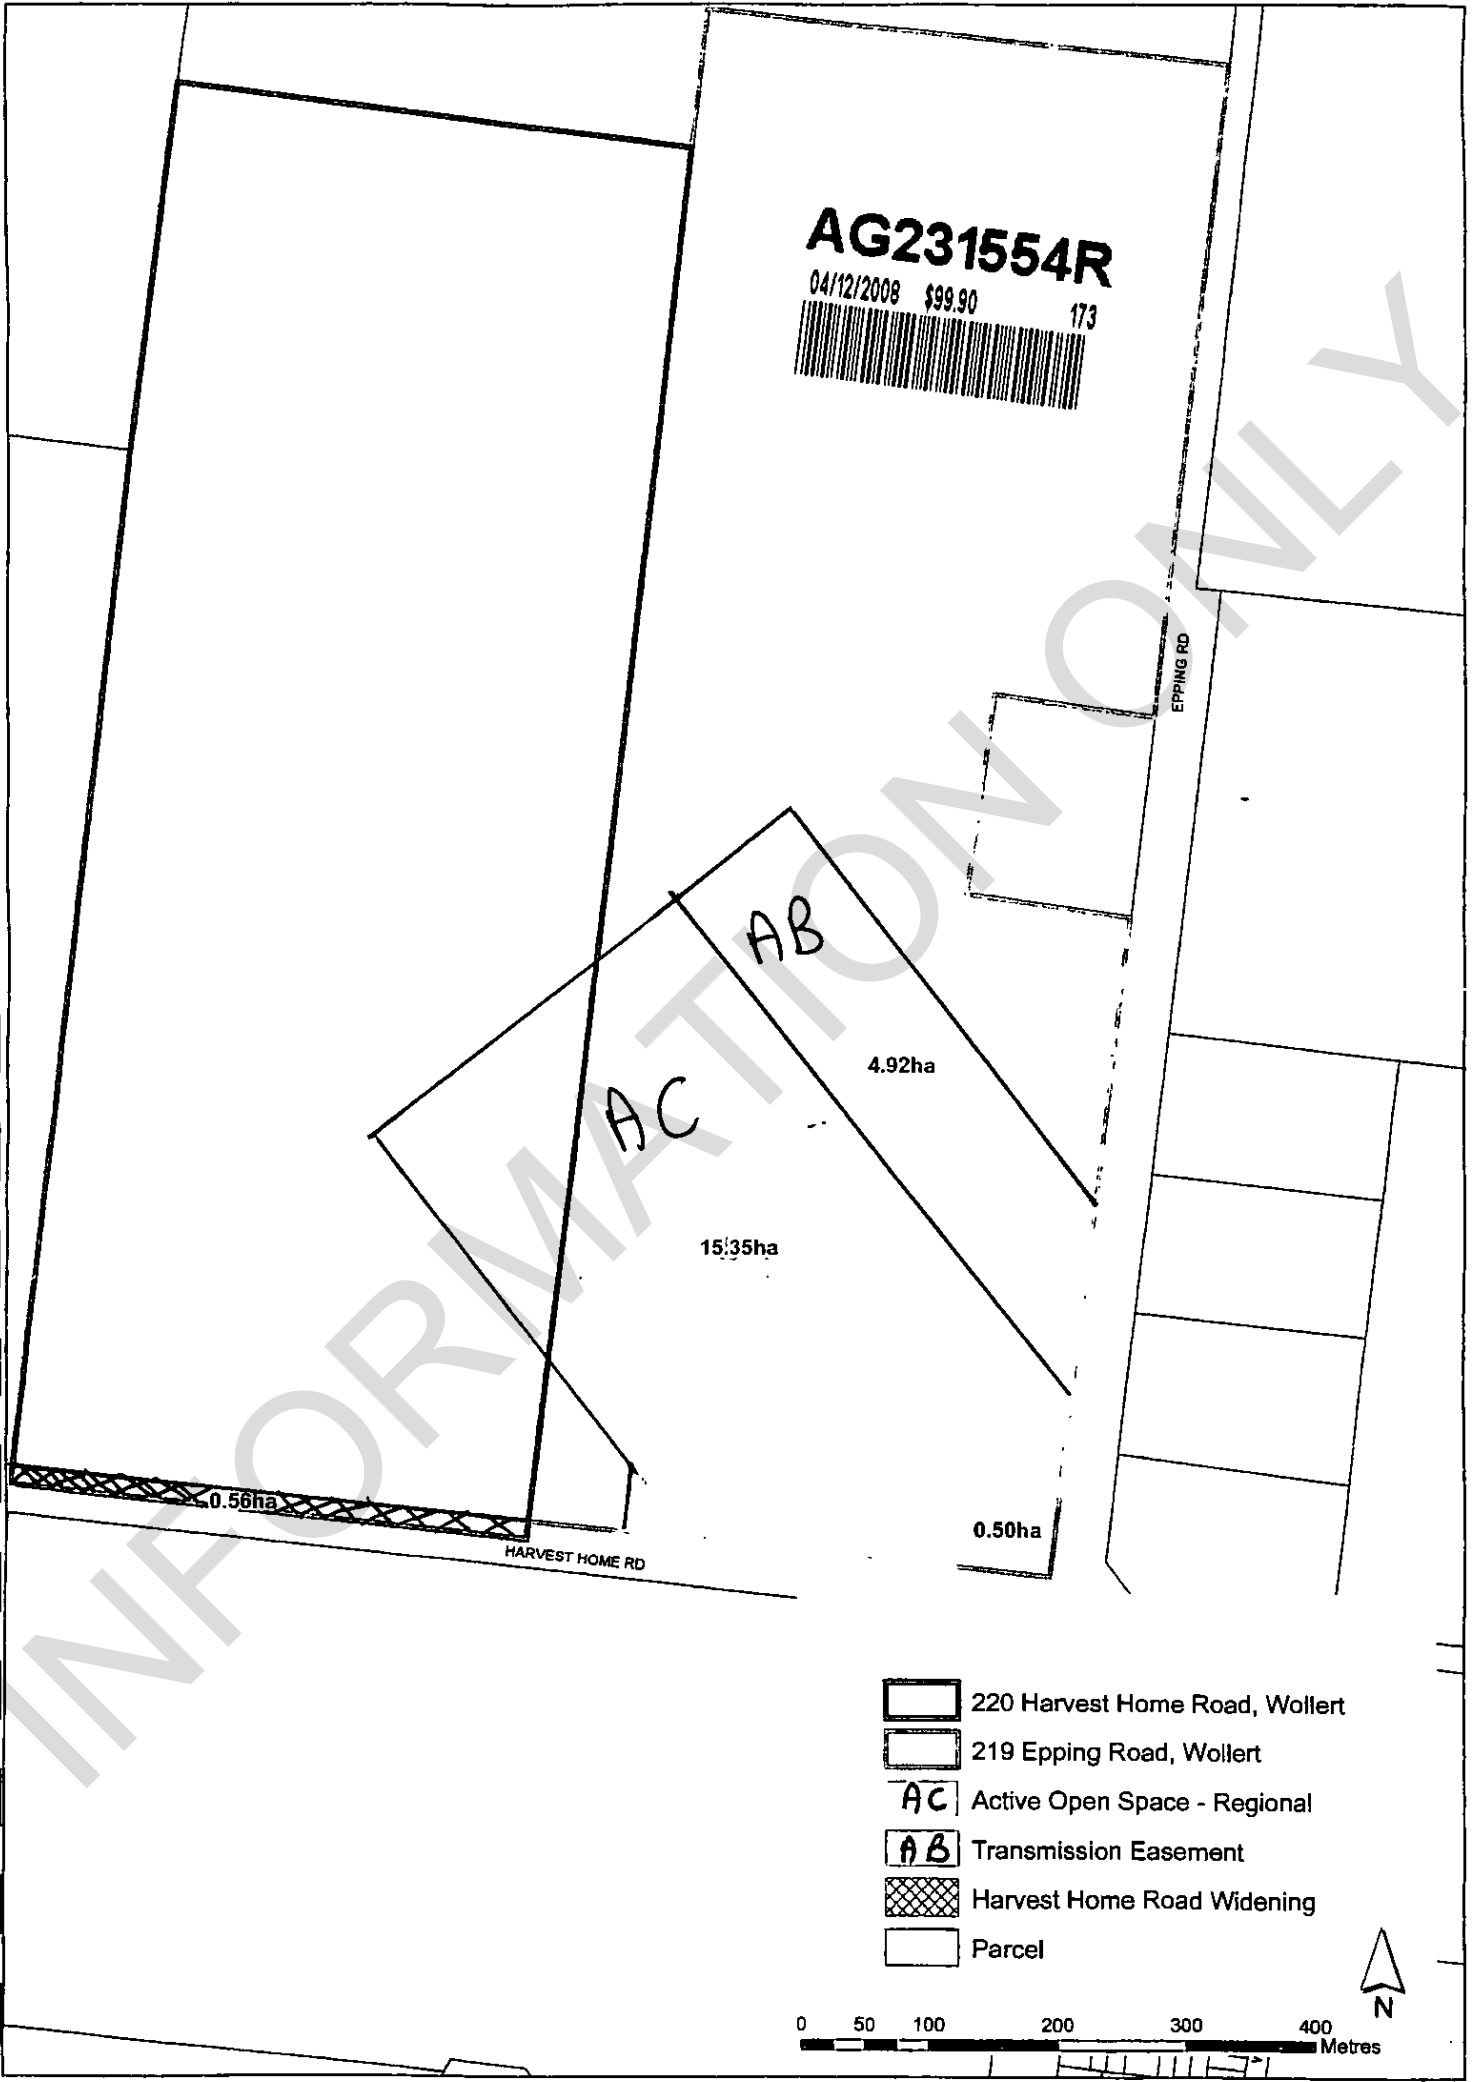 AG231554R
04/12/2008 $99.90 173
EPPING RD
AB
4.92ha
AC
15.35ha
0.56ha
0.50ha
HARVEST HOME RD
220 Harvest Home Road, Wollert
219 Epping Road, Wollert
AC Active Open Space - Regional
AB Transmission Easement
Harvest Home Road Widening
Parcel
N
0 50 100 200 300 400
Metres
INFORMATION ONLY